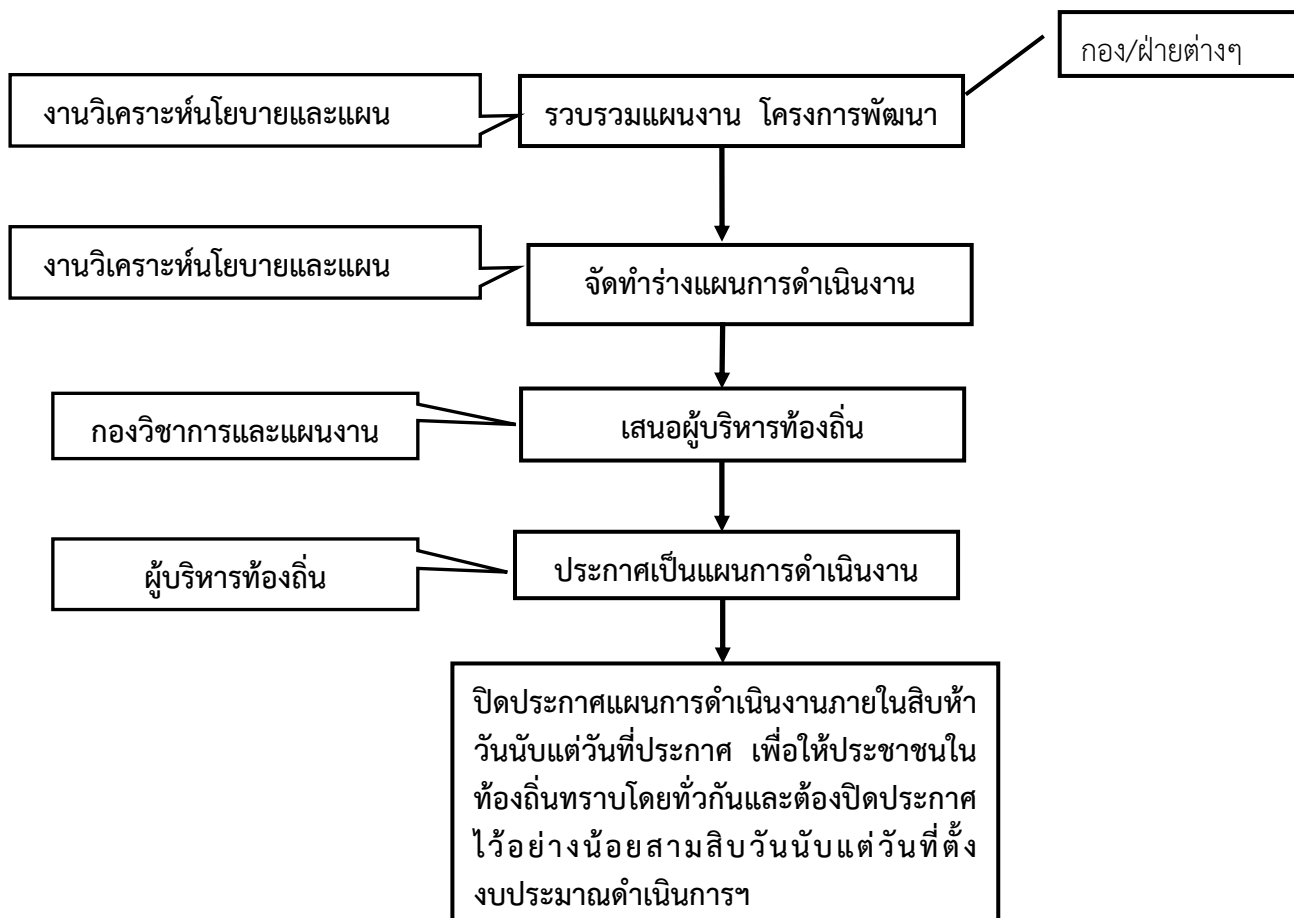 กอง/ฝ่ายต่างๆ
งานวิเคราะห์นโยบายและแผน
รวบรวมแผนงาน โครงการพัฒนา
งานวิเคราะห์นโยบายและแผน
จัดทำร่างแผนการดำเนินงาน
กองวิชาการและแผนงาน
เสนอผู้บริหารท้องถิ่น
ผู้บริหารท้องถิ่น
ประกาศเป็นแผนการดำเนินงาน
ปิดประกาศแผนการดำเนินงานภายในสิบห้า
วันนับแต่วันที่ประกาศ เพื่อให้ประชาชนใน
ท้องถิ่นทราบโดยทั่วกันและต้องปิดประกาศ
ไว้อย่างน้อยสามสิบวันนับแต่วันที่ตั้ง
งบประมาณดำเนินการฯ